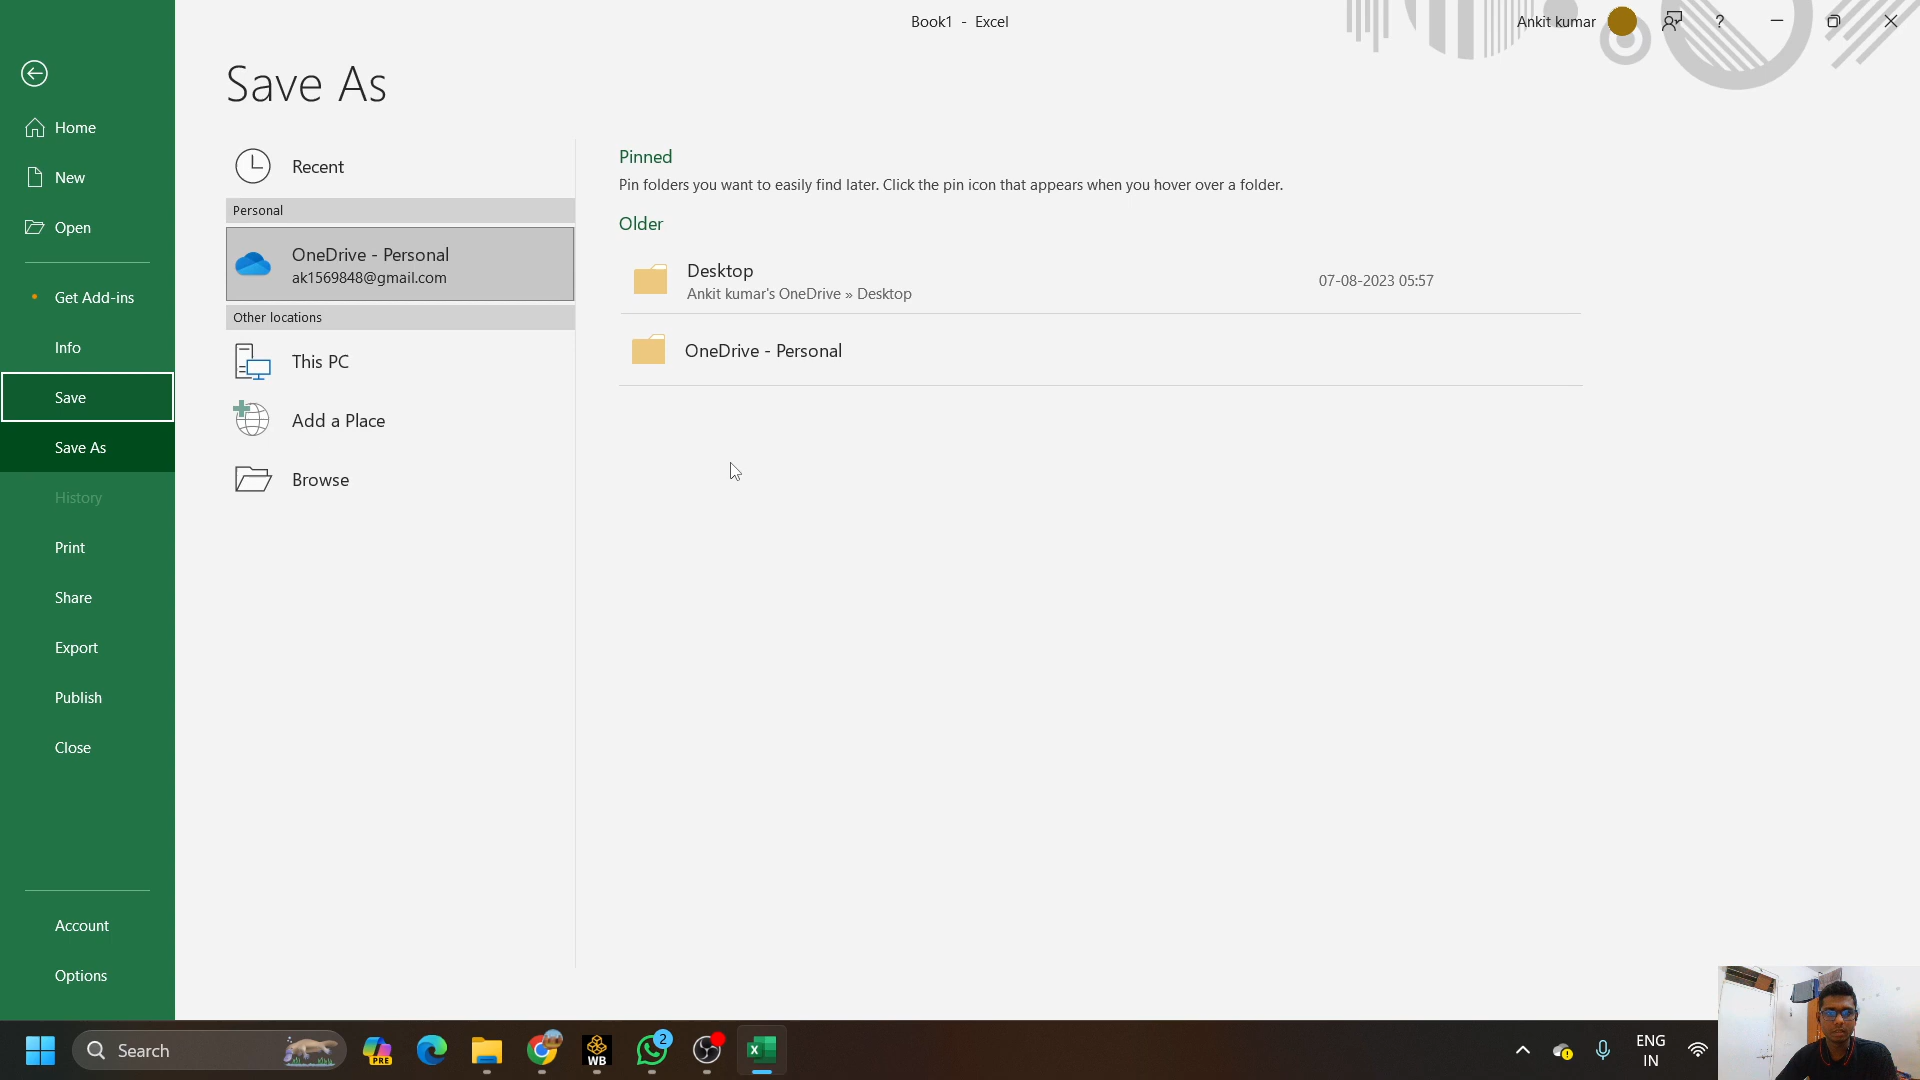 Book1 - Excel
Ankit kumar
?
Save As
Home
New
Open
Get Add-ins
Info
Save
Save As
History
Print
Share
Export
Publish
Close
Account
Options
Recent
Personal
OneDrive - Personal
ak1569848@gmail.com
Other locations
This PC
Add a Place
Browse
Pinned
Pin folders you want to easily find later. Click the pin icon that appears when you hover over a folder.
Older
Desktop
Ankit kumar's OneDrive » Desktop
07-08-2023 05:57
OneDrive - Personal
Search
PRE
WB
2
ENG
IN